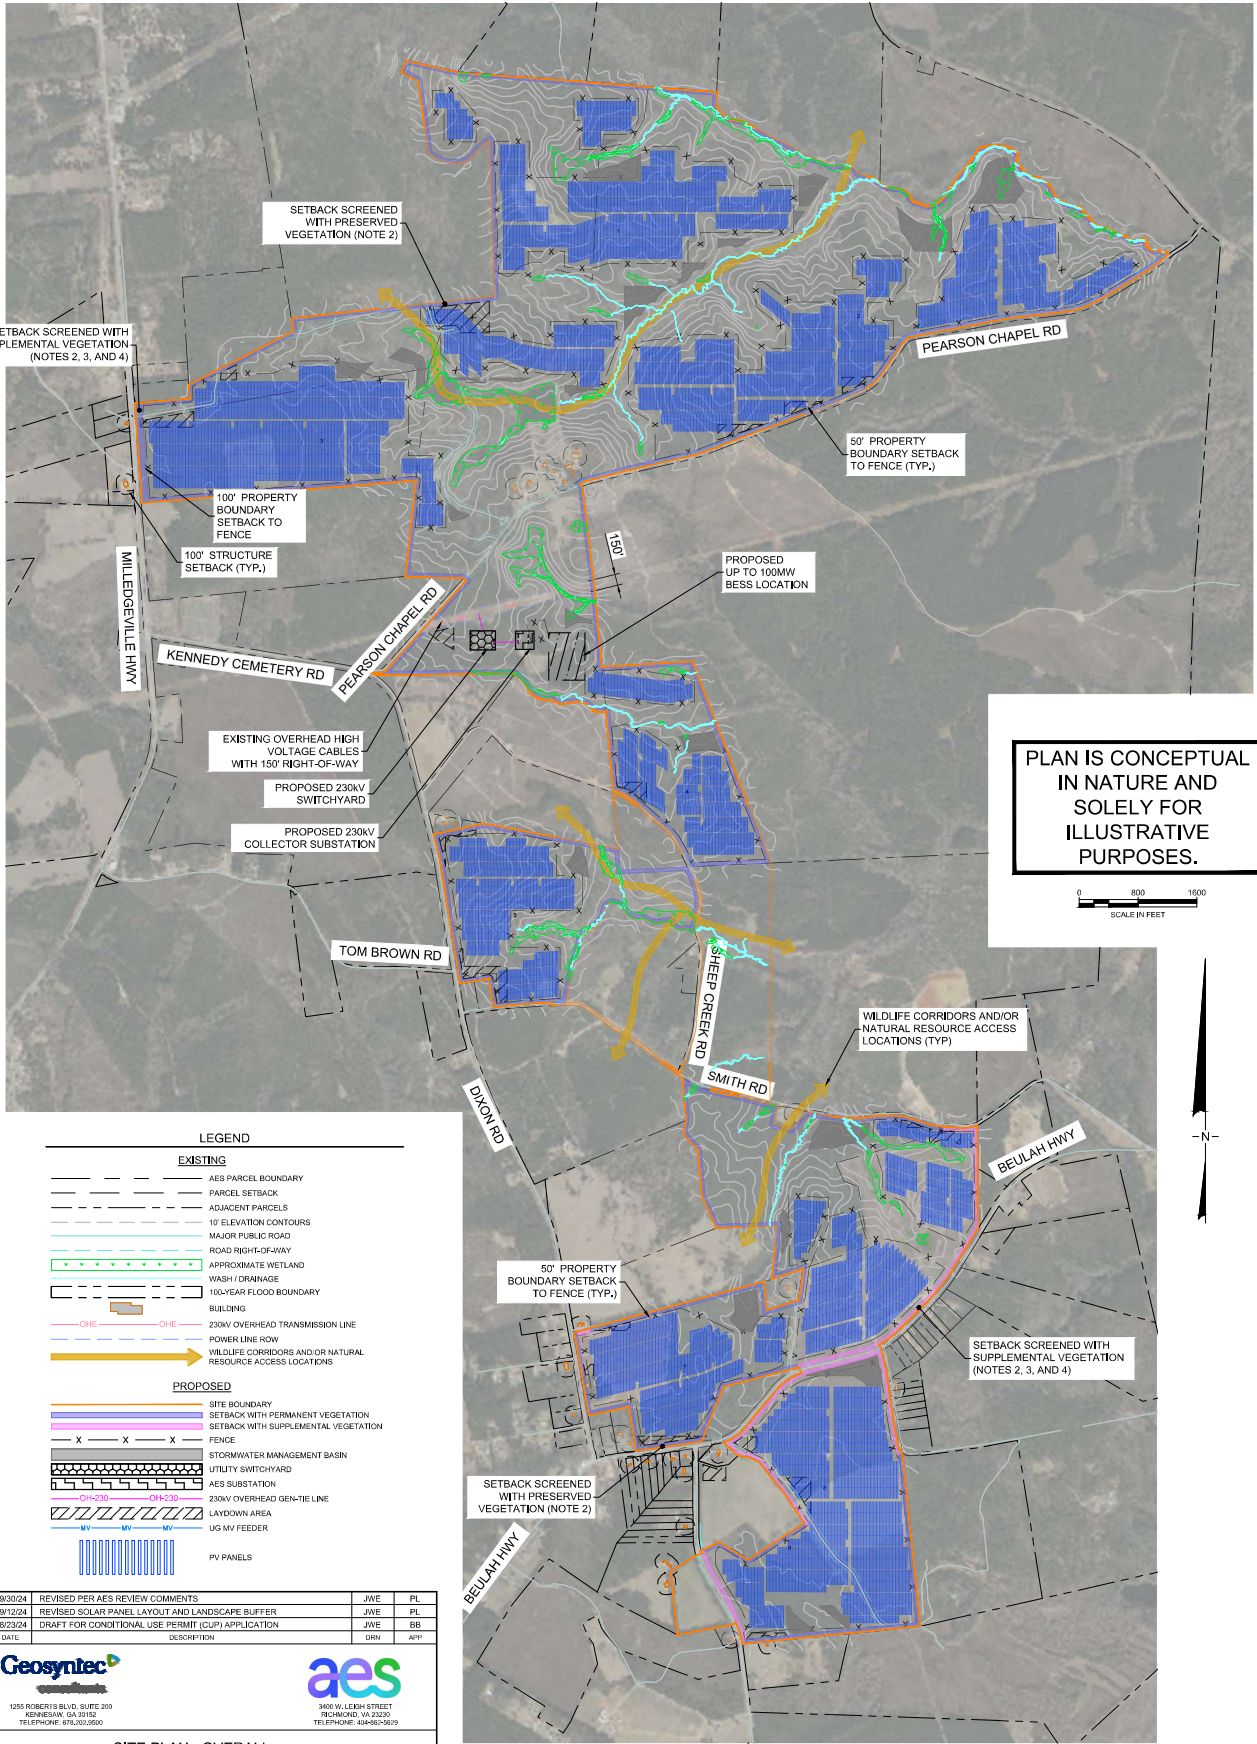 SETBACK SCREENED
WITH PRESERVED
VEGETATION (NOTE 2)
ETBACK SCREENED WITH
PLEMENTAL VEGETATION
(NOTES 2, 3, AND 4)
PEARSON CHAPEL RD
50' PROPERTY
BOUNDARY SETBACK
TO FENCE (TYP.)
100' PROPERTY
BOUNDARY
SETBACK TO
FENCE
100' STRUCTURE
SETBACK (TYP.)
150'
PROPOSED
UP TO 100MW
BESS LOCATION
MILLEDGEVILLE HWY
KENNEDY CEMETERY RD
PEARSON CHAPEL RD
EXISTING OVERHEAD HIGH
VOLTAGE CABLES
WITH 150' RIGHT-OF-WAY
PROPOSED 230kV
SWITCHYARD
PROPOSED 230kV
COLLECTOR SUBSTATION
PLAN IS CONCEPTUAL
IN NATURE AND
SOLELY FOR
ILLUSTRATIVE
PURPOSES.
0 800 1600
SCALE IN FEET
TOM BROWN RD
SHEEP CREEK RD
WILDLIFE CORRIDORS AND/OR
NATURAL RESOURCE ACCESS
LOCATIONS (TYP)
SMITH RD
DIXON RD
BEULAH HWY
-N-
50' PROPERTY
BOUNDARY SETBACK
TO FENCE (TYP.)
SETBACK SCREENED WITH
SUPPLEMENTAL VEGETATION
(NOTES 2, 3, AND 4)
SETBACK SCREENED
WITH PRESERVED
VEGETATION (NOTE 2)
BEULAH HWY
LEGEND
EXISTING
AES PARCEL BOUNDARY
PARCEL SETBACK
ADJACENT PARCELS
10' ELEVATION CONTOURS
MAJOR PUBLIC ROAD
ROAD RIGHT-OF-WAY
APPROXIMATE WETLAND
WASH / DRAINAGE
100-YEAR FLOOD BOUNDARY
BUILDING
OHE OHE 230kV OVERHEAD TRANSMISSION LINE
POWER LINE ROW
WILDLIFE CORRIDORS AND/OR NATURAL
RESOURCE ACCESS LOCATIONS
PROPOSED
SITE BOUNDARY
SETBACK WITH PERMANENT VEGETATION
SETBACK WITH SUPPLEMENTAL VEGETATION
X X X FENCE
STORMWATER MANAGEMENT BASIN
UTILITY SWITCHYARD
AES SUBSTATION
OH-230 OH-230 230kV OVERHEAD GEN-TIE LINE
LAYDOWN AREA
MV MV MV UG MV FEEDER
PV PANELS
9/30/24 REVISED PER AES REVIEW COMMENTS JWE PL
9/12/24 REVISED SOLAR PANEL LAYOUT AND LANDSCAPE BUFFER JWE PL
8/23/24 DRAFT FOR CONDITIONAL USE PERMIT (CUP) APPLICATION JWE BB
DATE DESCRIPTION DRN APP
Geosyntec
consultants
1255 ROBERTS BLVD, SUITE 200
KENNESAW, GA 30152
TELEPHONE: 678.202.9500
aes
3400 W. LEIGH STREET
RICHMOND, VA 23230
TELEPHONE: 404-862-5629